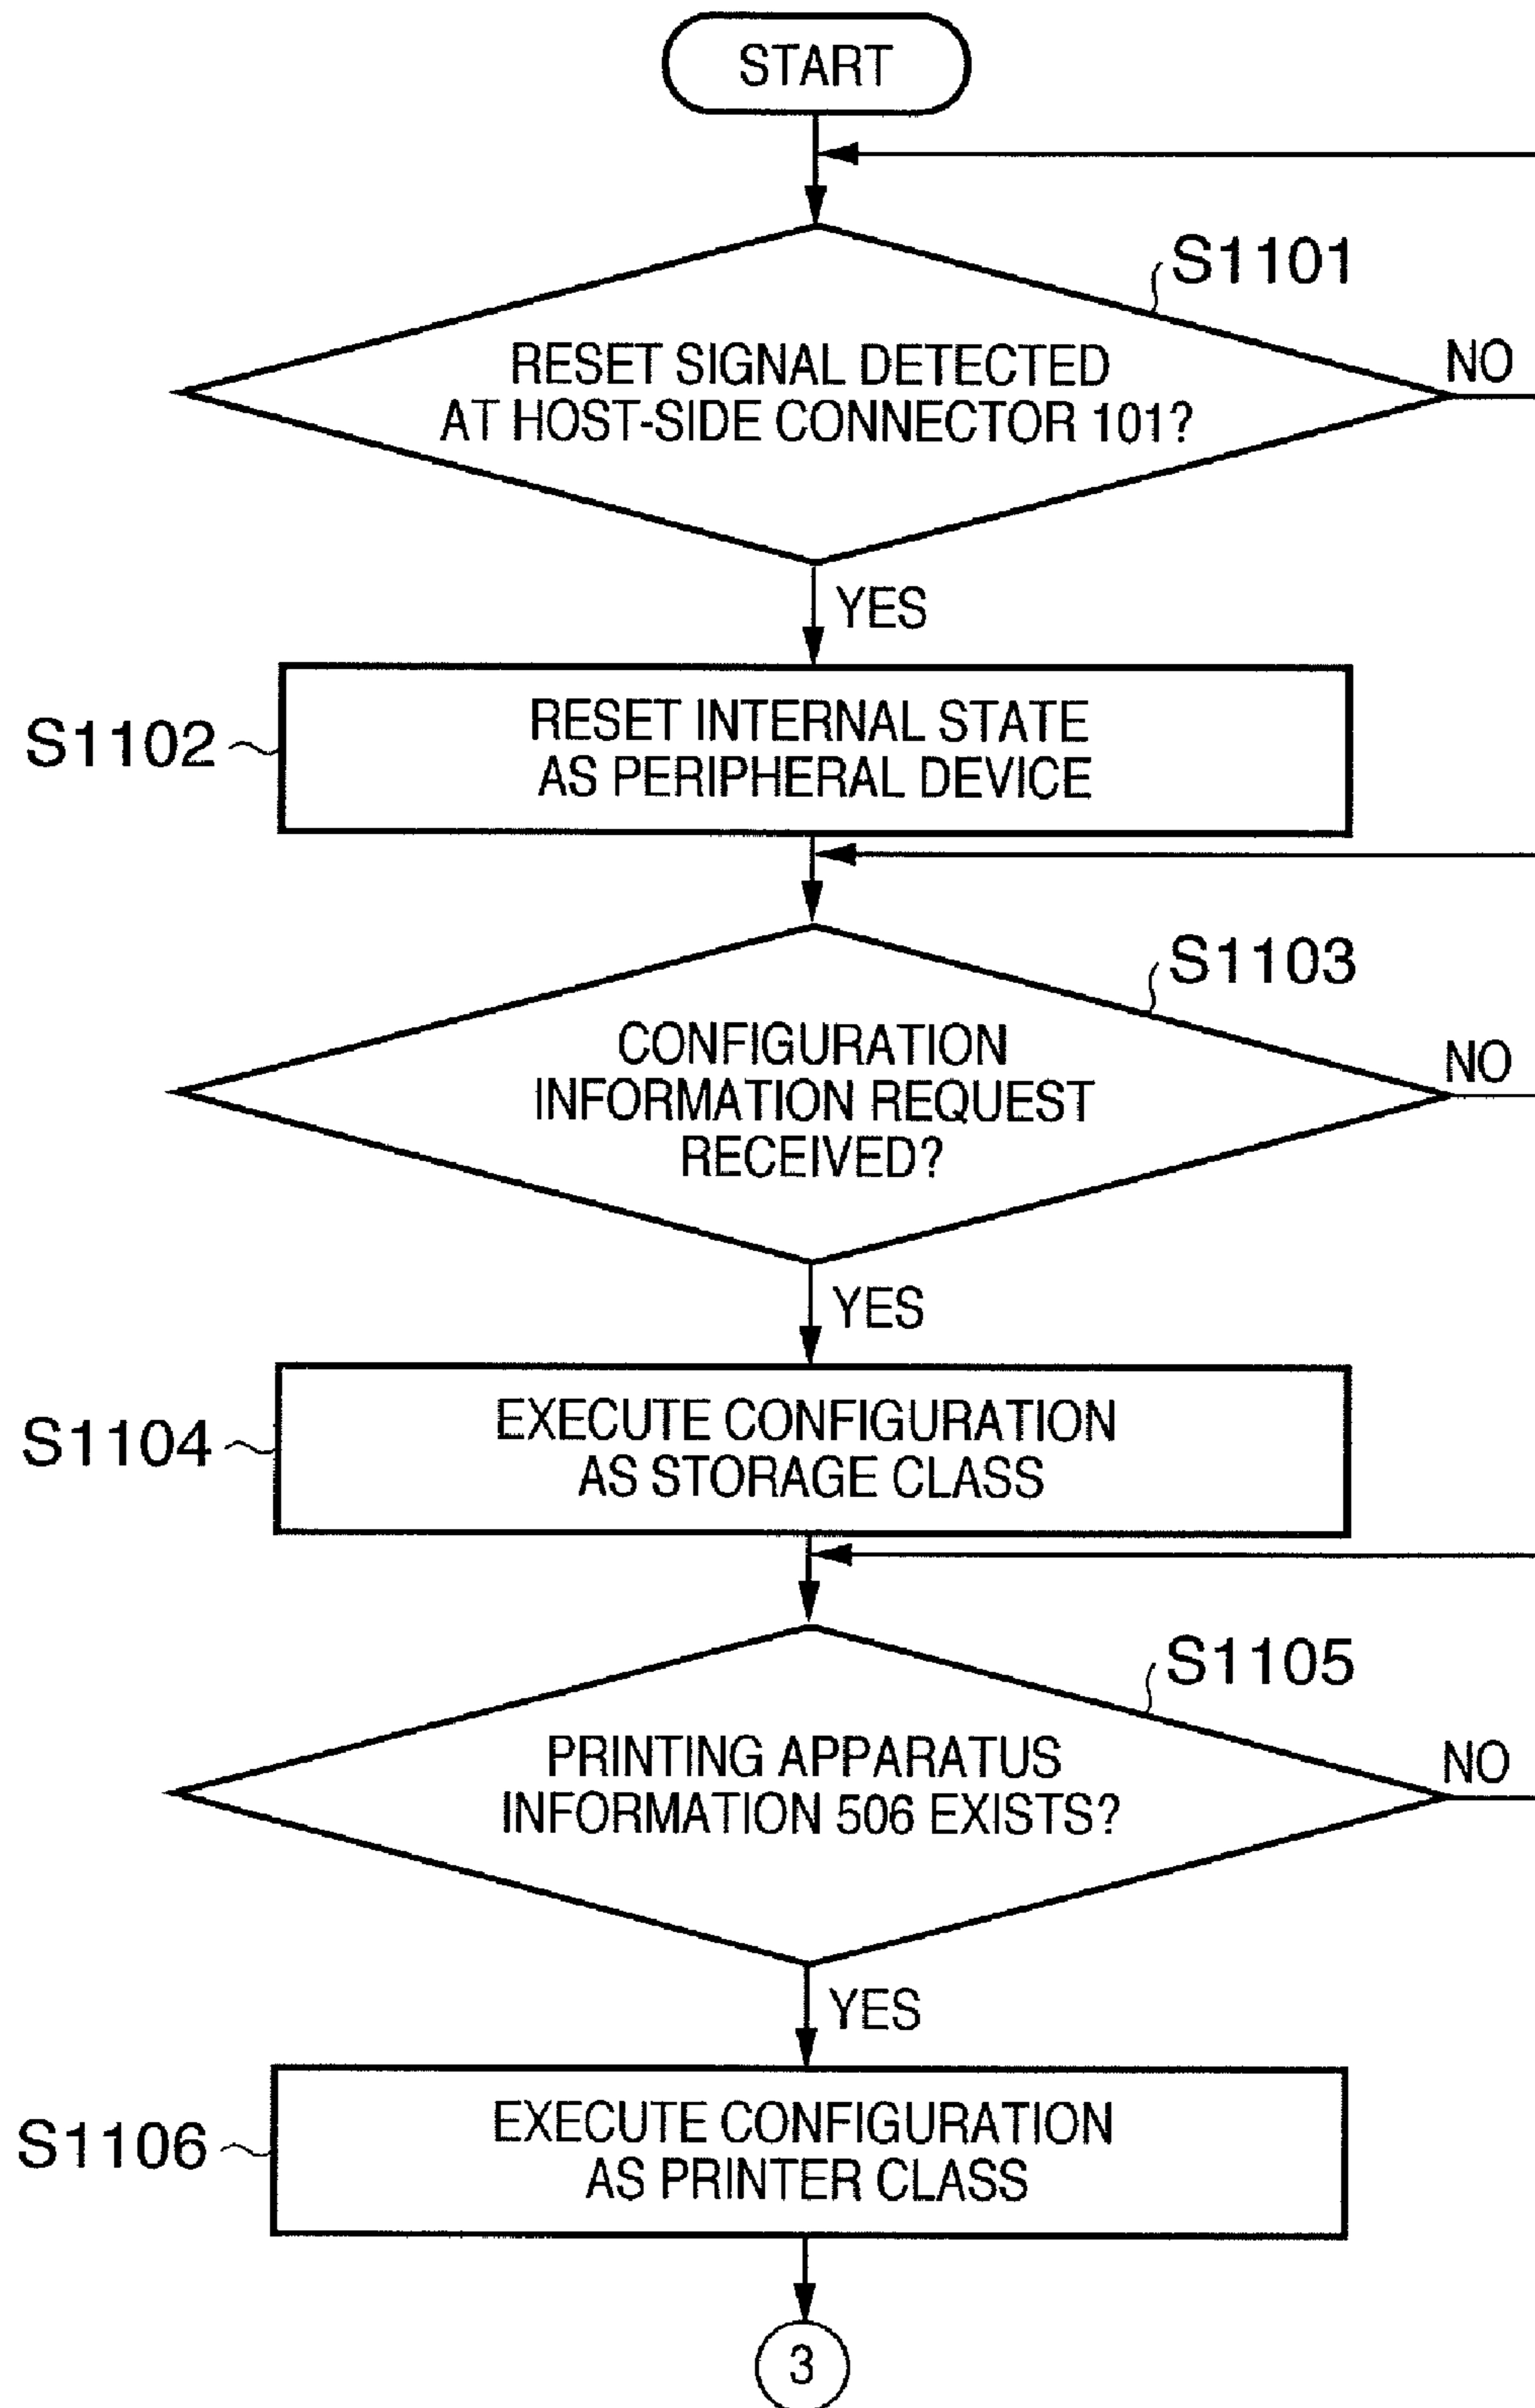 START
S1101
RESET SIGNAL DETECTED
AT HOST-SIDE CONNECTOR 101?
NO
YES
S1102
RESET INTERNAL STATE
AS PERIPHERAL DEVICE
S1103
CONFIGURATION
INFORMATION REQUEST
RECEIVED?
NO
YES
S1104
EXECUTE CONFIGURATION
AS STORAGE CLASS
S1105
PRINTING APPARATUS
INFORMATION 506 EXISTS?
NO
YES
S1106
EXECUTE CONFIGURATION
AS PRINTER CLASS
3